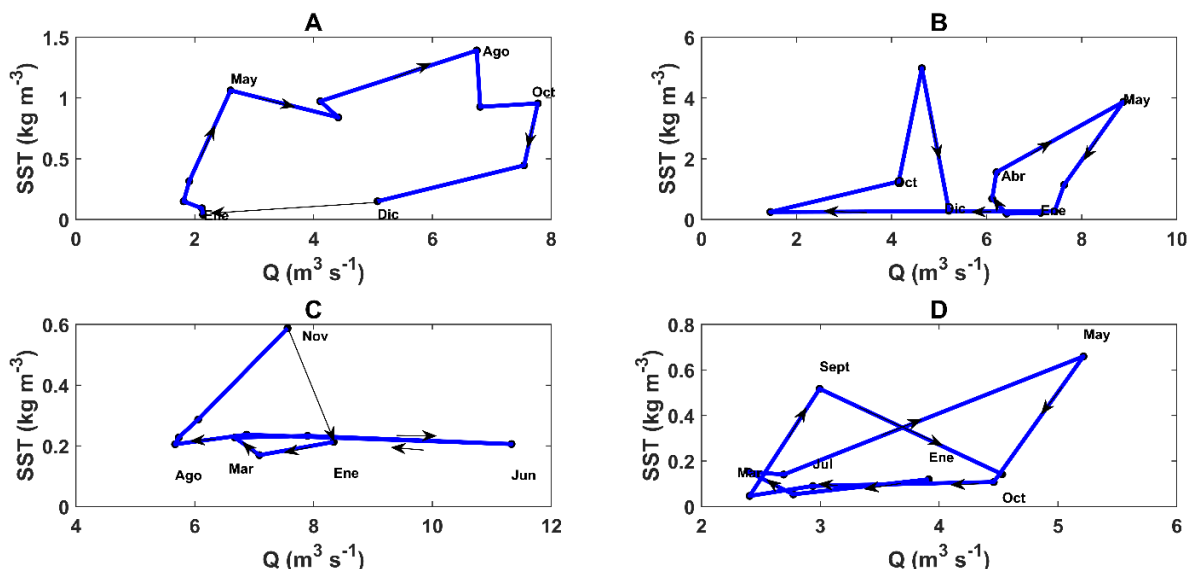 A
1.5
1
0.5
0
SST (kg m⁻³)
May
Ago
Oct
Ene
Dic
0 2 4 6 8
Q (m³ s⁻¹)
B
6
4
2
0
SST (kg m⁻³)
May
Abr
Oct
Dic
Ene
0 2 4 6 8 10
Q (m³ s⁻¹)
C
0.6
0.4
0.2
0
SST (kg m⁻³)
Nov
Ago
Mar
Ene
Jun
4 6 8 10 12
Q (m³ s⁻¹)
D
0.8
0.6
0.4
0.2
0
SST (kg m⁻³)
May
Sept
Ene
Mar
Jul
Oct
2 3 4 5 6
Q (m³ s⁻¹)